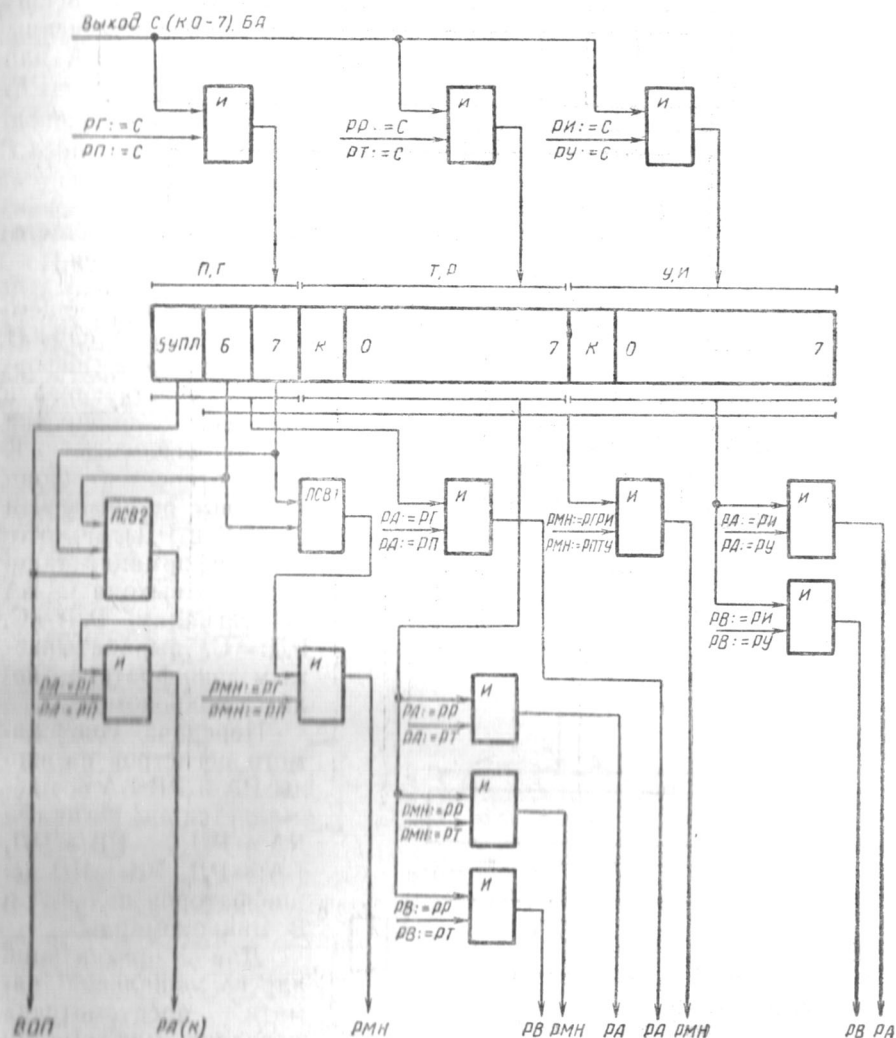 Выход С (К 0-7) БА
И И И
РГ:=С РР:=С РИ:=С
РП:=С РТ:=С РУ:=С
П,Г Т,Р У,И
5УПЛ 6 7 К 0 7 К 0 7
ЛСВ2 ЛСВ1 И И И
РА:=РГ РМН:=РГРИ РА:=РИ
РА:=РП РМН:=РПТУ РА:=РУ
И
РВ:=РИ
РВ:=РУ
И И
РА:=РГ РМН:=РГ
РА:=РП РМН:=РП
И
РА:=РР
РА:=РТ
И
РМН:=РР
РМН:=РТ
И
РВ:=РР
РВ:=РТ
ВОП РА(К) РМН РВ РМН РА РА РМН РВ РА